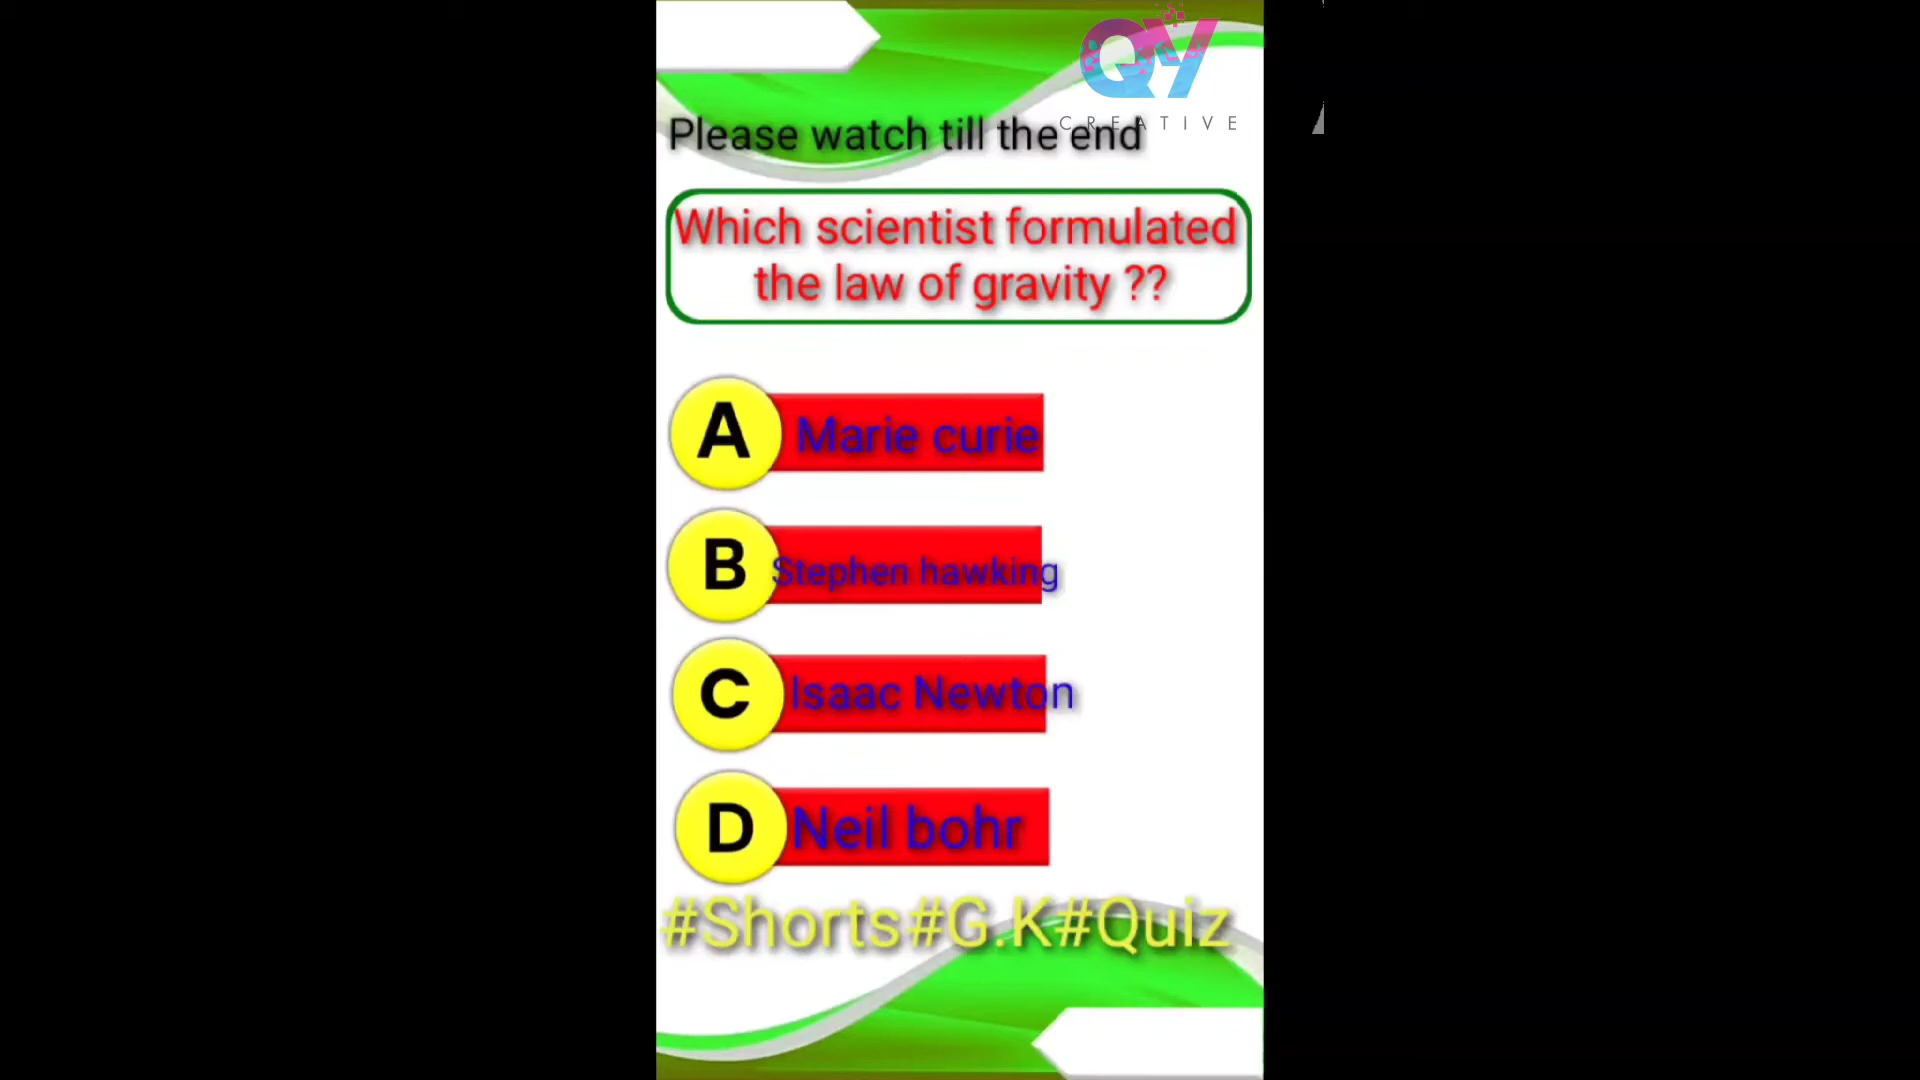 QY
CREATIVE
Please watch till the end
Which scientist formulated
the law of gravity ??
A Marie curie
B Stephen hawking
C Isaac Newton
D Neil bohr
#Shorts#G.K#Quiz